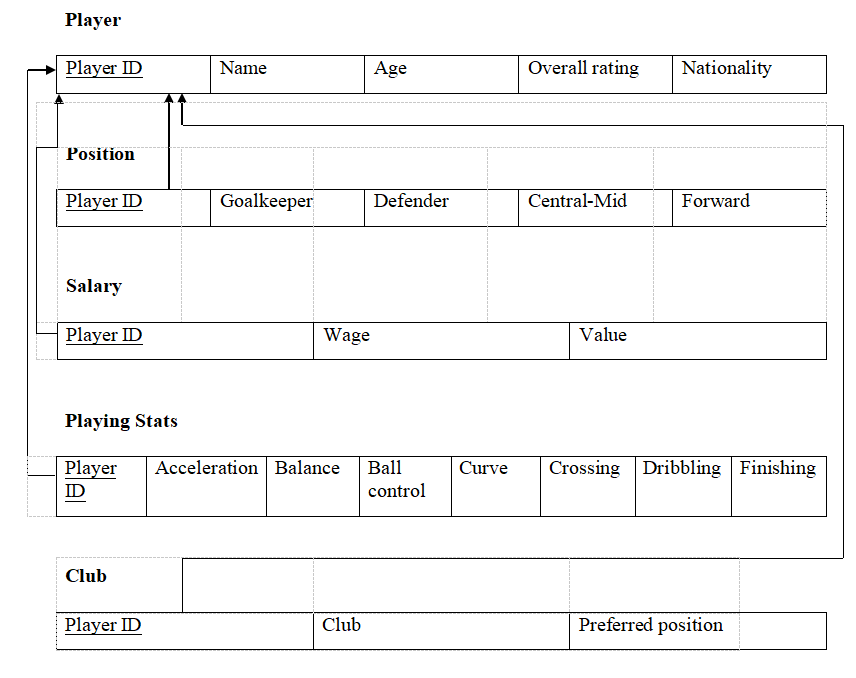 Player
Player ID Name Age Overall rating Nationality
Position
Player ID Goalkeeper Defender Central-Mid Forward
Salary
Player ID Wage Value
Playing Stats
Player Acceleration Balance Ball Curve Crossing Dribbling Finishing
ID control
Club
Player ID Club Preferred position